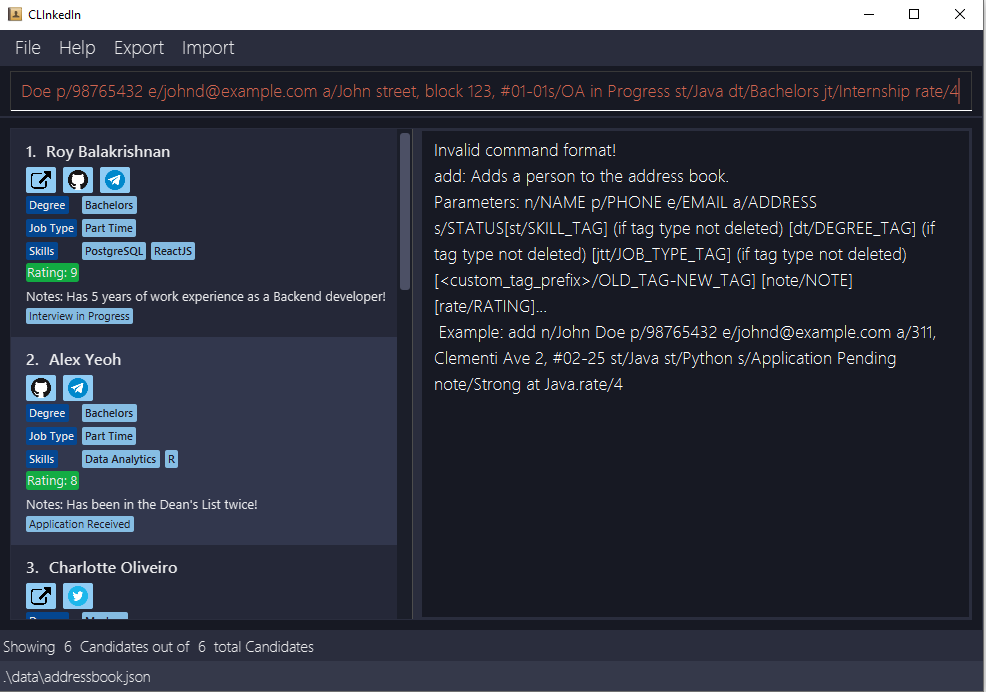 CLInkedIn
File Help Export Import
Doe p/98765432 e/johnd@example.com a/John street, block 123, #01-01s/OA in Progress st/Java dt/Bachelors jt/Internship rate/4
1. Roy Balakrishnan
Degree Bachelors
Job Type Part Time
Skills PostgreSQL ReactJS
Rating: 9
Notes: Has 5 years of work experience as a Backend developer!
Interview in Progress
2. Alex Yeoh
Degree Bachelors
Job Type Part Time
Skills Data Analytics R
Rating: 8
Notes: Has been in the Dean's List twice!
Application Received
3. Charlotte Oliveiro
Invalid command format!
add: Adds a person to the address book.
Parameters: n/NAME p/PHONE e/EMAIL a/ADDRESS
s/STATUS[st/SKILL_TAG] (if tag type not deleted) [dt/DEGREE_TAG] (if
tag type not deleted) [jtt/JOB_TYPE_TAG] (if tag type not deleted)
[<custom_tag_prefix>/OLD_TAG-NEW_TAG] [note/NOTE]
[rate/RATING]...
Example: add n/John Doe p/98765432 e/johnd@example.com a/311,
Clementi Ave 2, #02-25 st/Java st/Python s/Application Pending
note/Strong at Java.rate/4
Showing 6 Candidates out of 6 total Candidates
.\data\addressbook.json